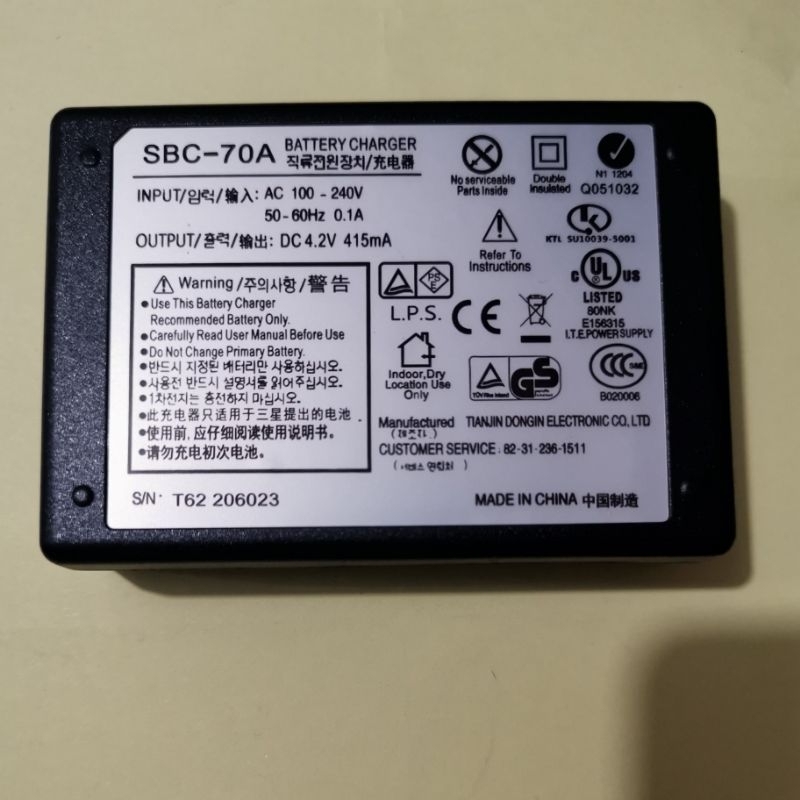 SBC-70A BATTERY CHARGER
직류전원장치/充电器
INPUT/입력/输入: AC 100 - 240V
50-60Hz 0.1A
OUTPUT/출력/输出: DC 4.2V 415mA
No serviceable
Parts Inside
Double
Insulated
N1 1204
Q051032
Refer To
Instructions
KTL SU10039-5001
c UL US
LISTED
80NK
E156315
I.T.E.POWER SUPPLY
PSE
L.P.S.
CE
Indoor,Dry
Location Use
Only
GS
CCC
B020006
Warning/주의사항/警告
●Use This Battery Charger
Recommended Battery Only.
●Carefully Read User Manual Before Use
●Do Not Change Primary Battery.
●반드시 지정된 배터리만 사용하십시오.
●사용전 반드시 설명서를 읽어주십시오.
●1차전지는 충전하지 마십시오.
●此充电器只适用于三星提出的电池
●使用前,应仔细阅读使用说明书.
●请勿充电初次电池。
Manufactured TIANJIN DONGIN ELECTRONIC CO,.LTD
(제조자.)
CUSTOMER SERVICE: 82-31-236-1511
S/N: T62 206023
MADE IN CHINA 中国制造